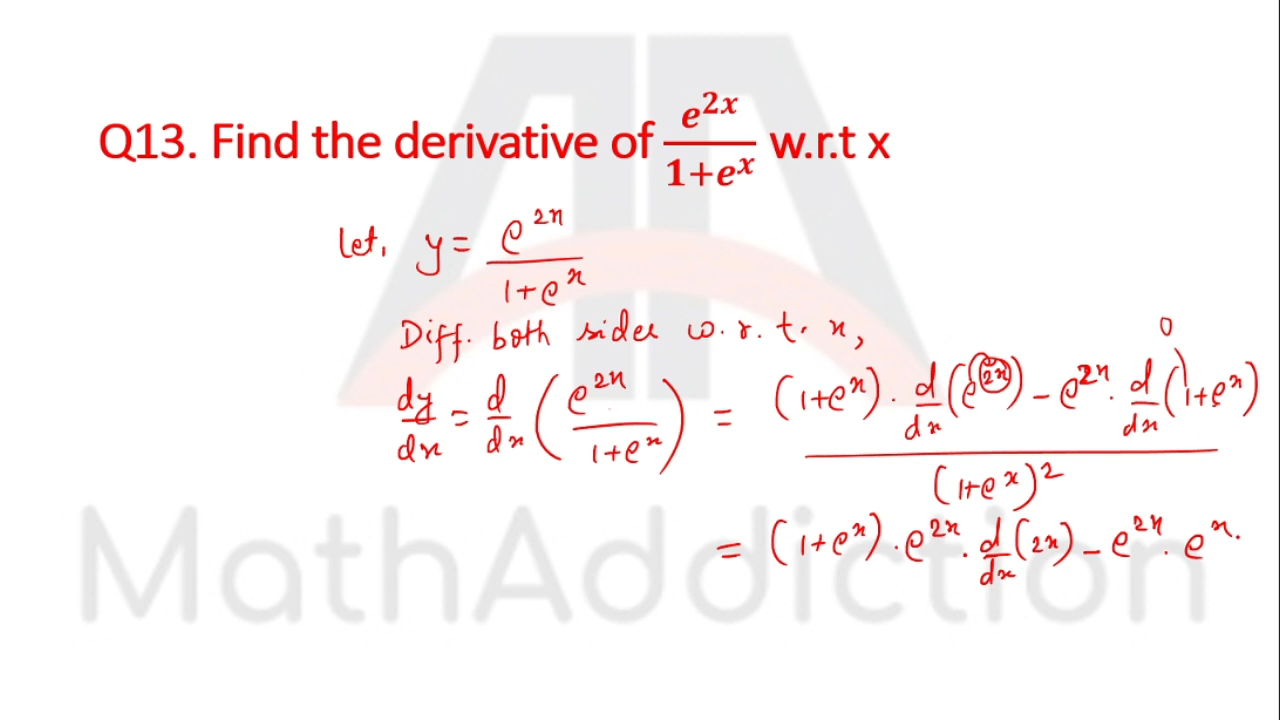 Q13. Find the derivative of e^{2x}/(1+e^x) w.r.t x
let, y = e^{2x}/(1+e^x)
Diff. both sides w.r.t. x,
dy/dx = d/dx (e^{2x}/(1+e^x)) = ((1+e^x) . d/dx (e^{2x}) - e^{2x} . d/dx (1+e^x))/(1+e^x)^2
0
= (1+e^x) . e^{2x} . d/dx (2x) - e^{2x} . e^x .
MathAddiction